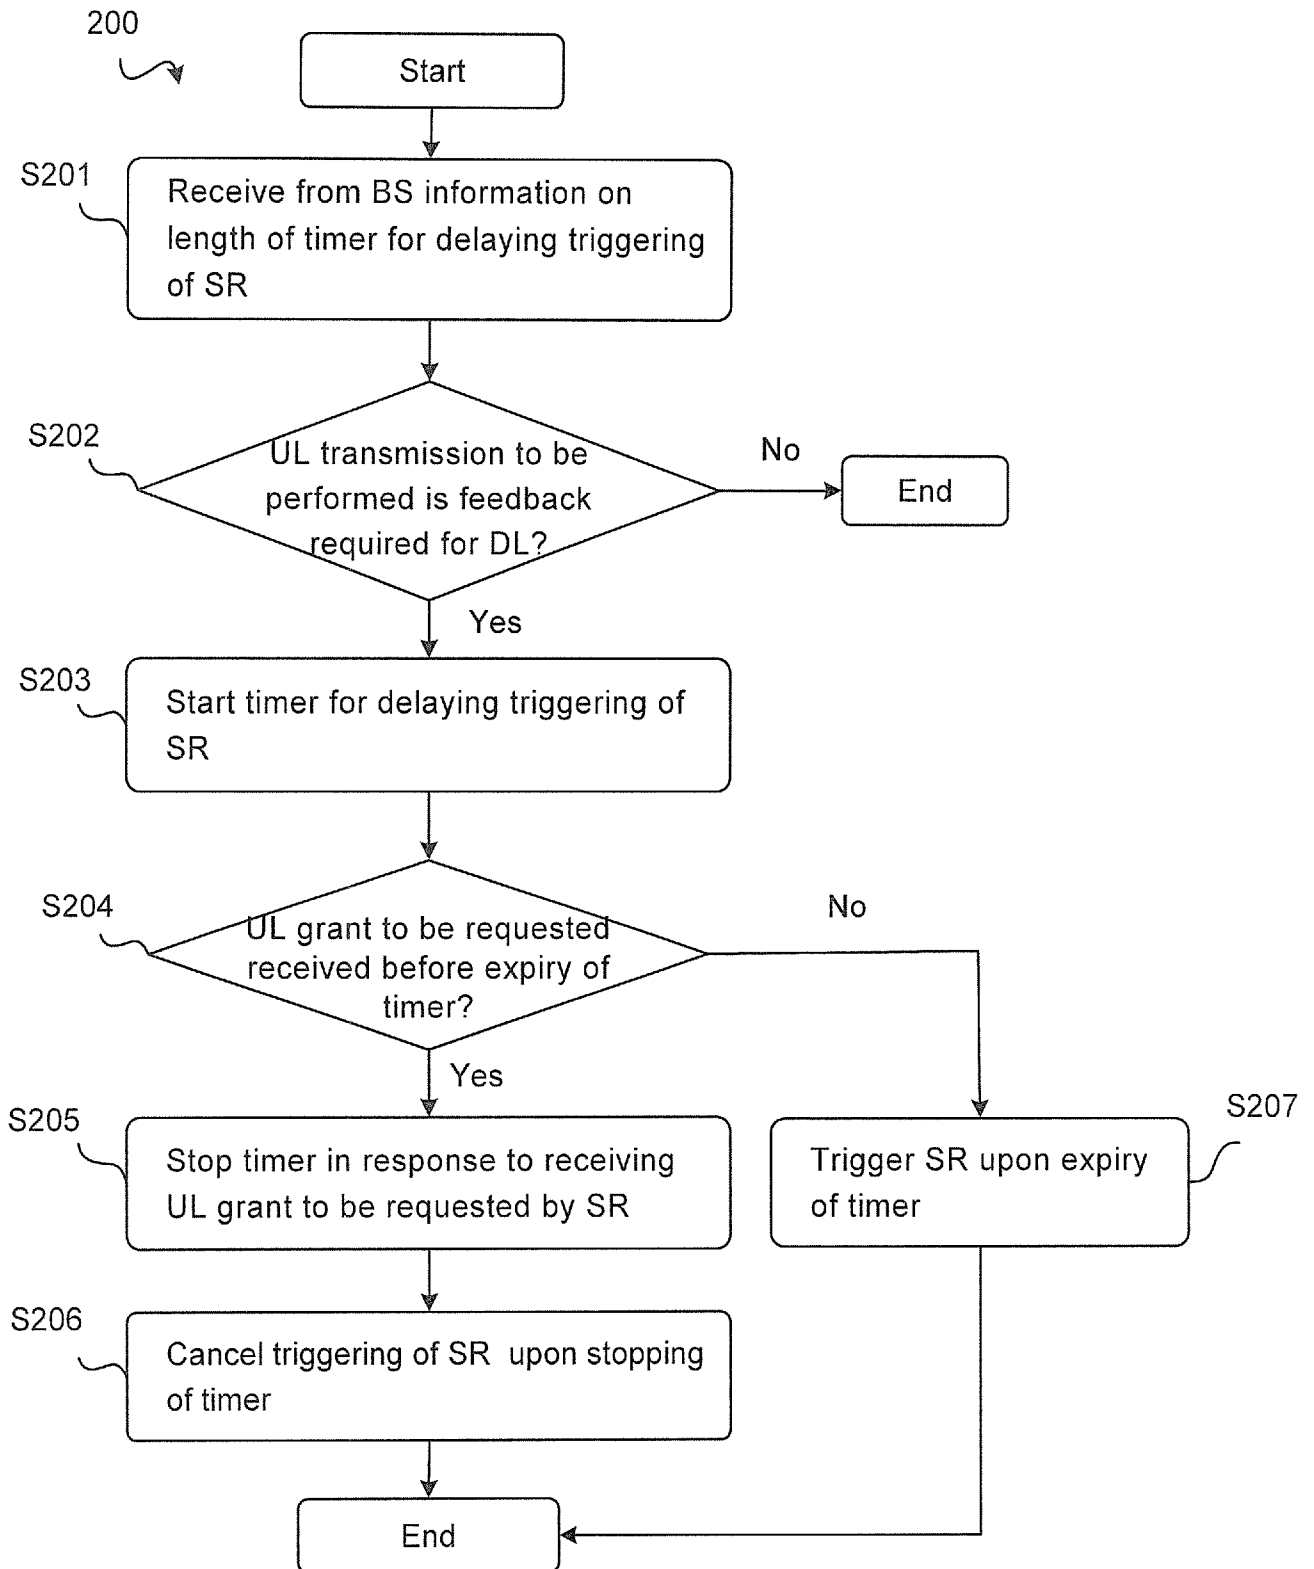 200
Start
S201
Receive from BS information on
length of timer for delaying triggering
of SR
S202
UL transmission to be
performed is feedback
required for DL?
No
End
Yes
S203
Start timer for delaying triggering of
SR
S204
UL grant to be requested
received before expiry of
timer?
No
Yes
S205
Stop timer in response to receiving
UL grant to be requested by SR
S207
Trigger SR upon expiry
of timer
S206
Cancel triggering of SR upon stopping
of timer
End